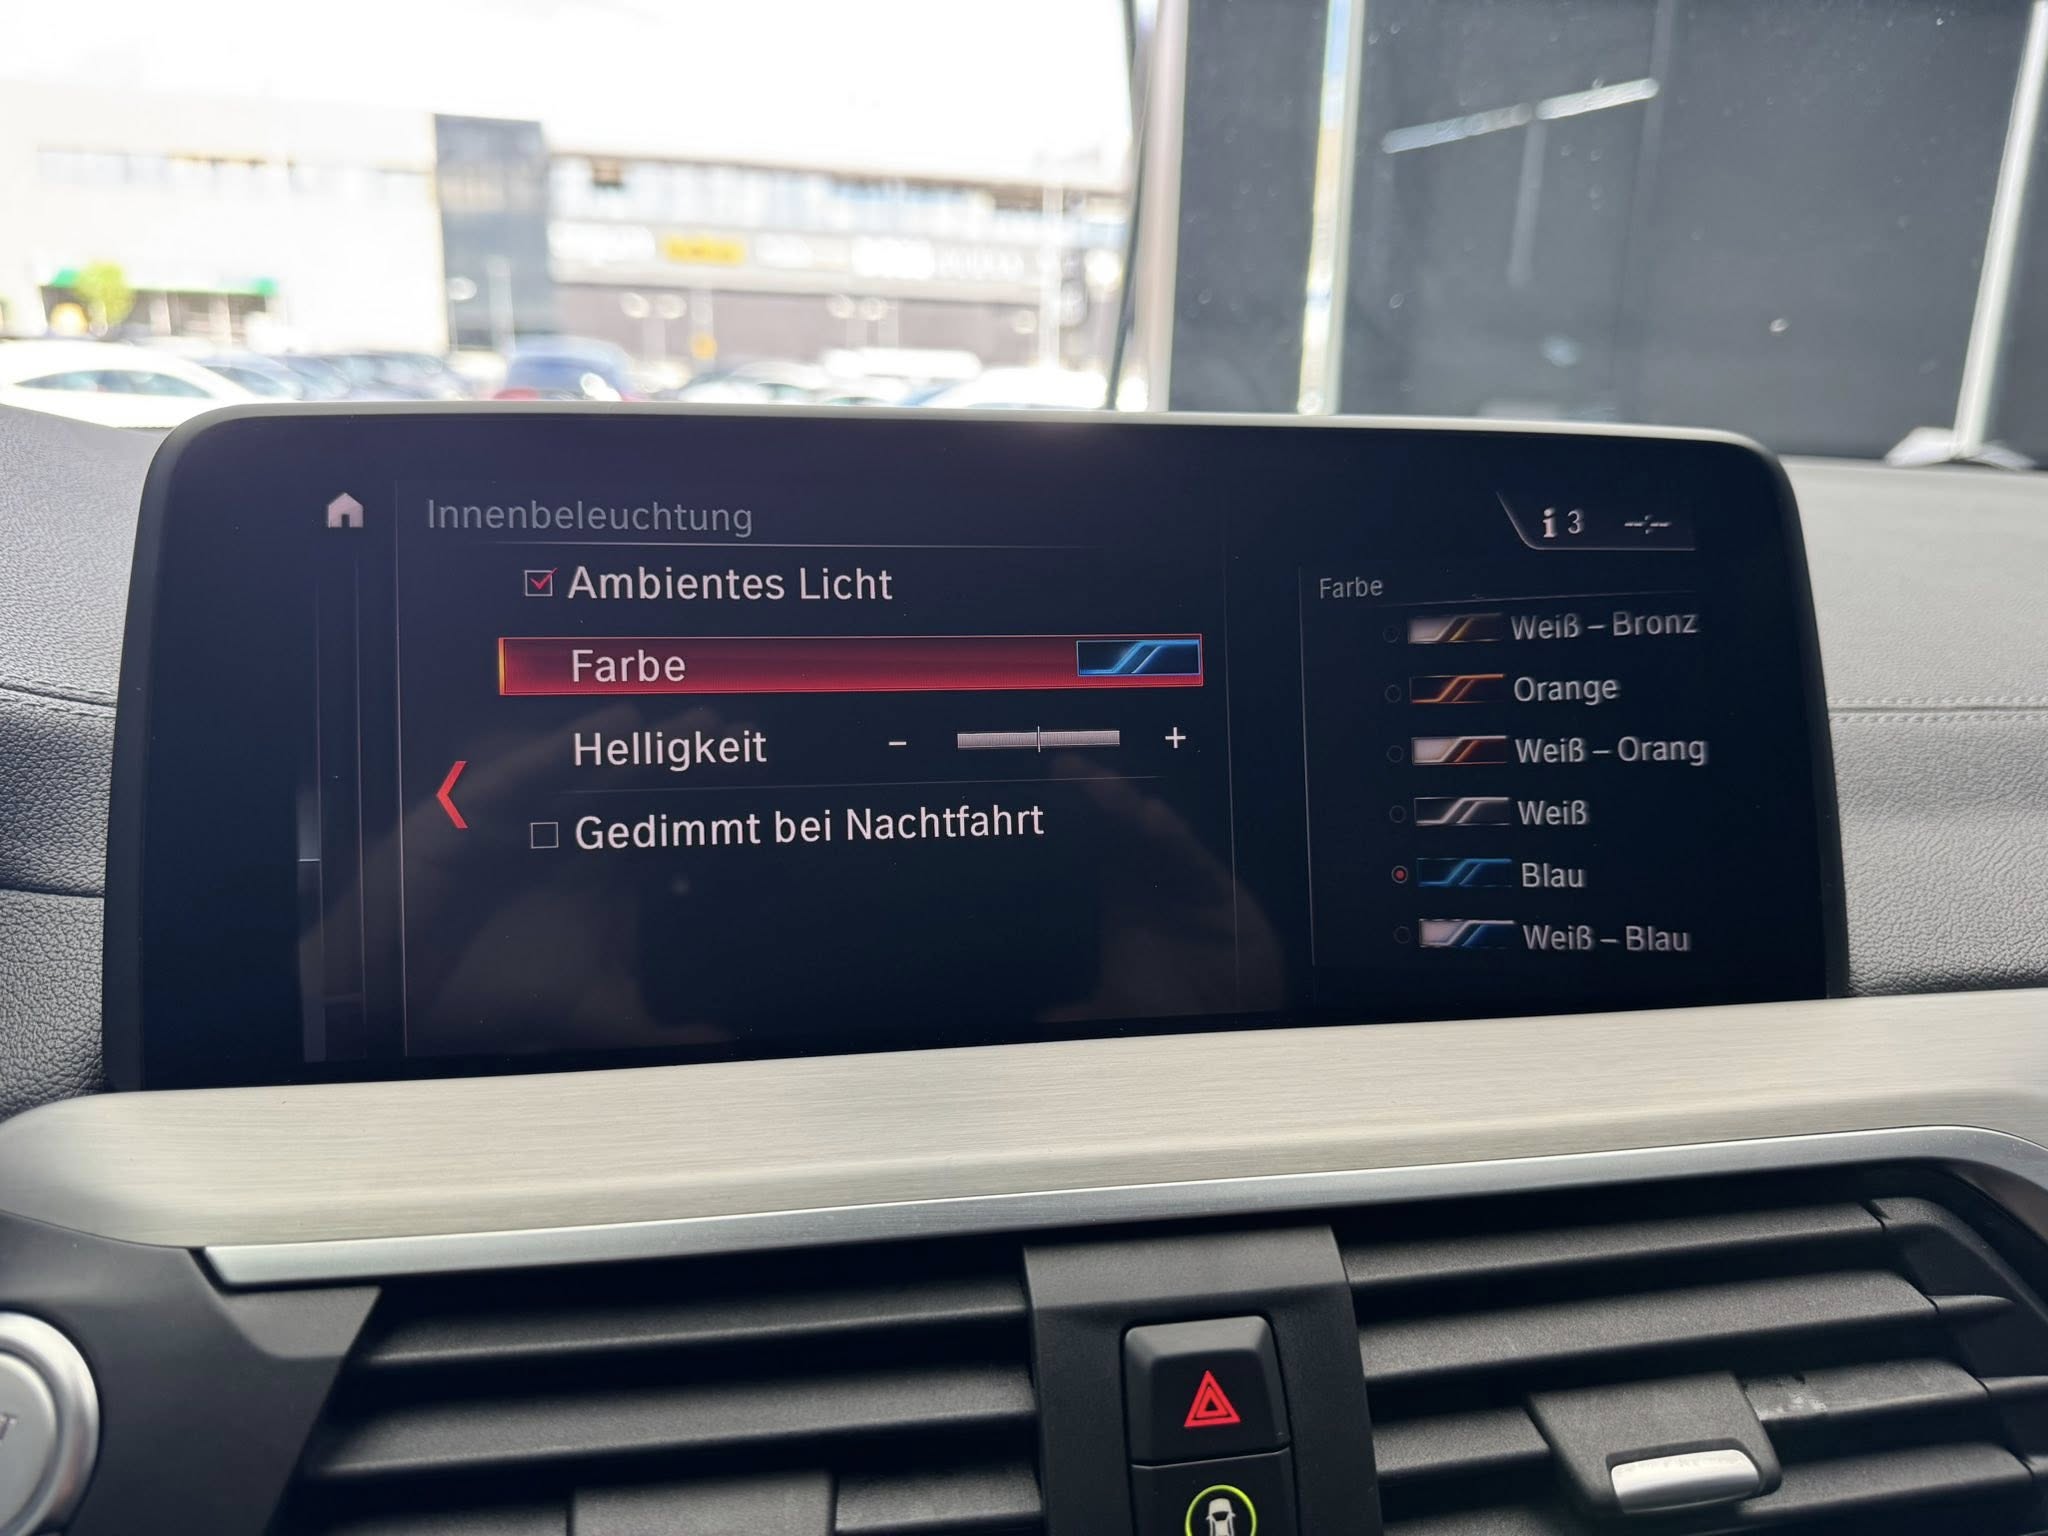 Innenbeleuchtung
3 --:--
Ambientes Licht
Farbe
Helligkeit - +
Gedimmt bei Nachtfahrt
Farbe
Weiß – Bronz
Orange
Weiß – Orang
Weiß
Blau
Weiß – Blau